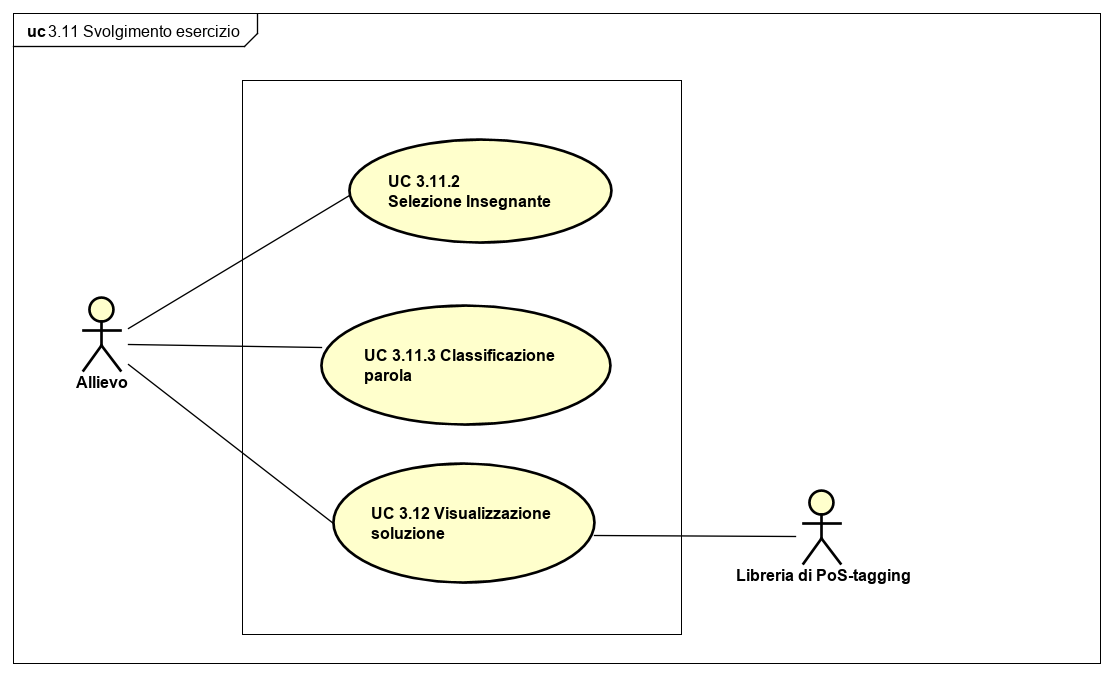 uc 3.11 Svolgimento esercizio
UC 3.11.2
Selezione Insegnante
UC 3.11.3 Classificazione
parola
Allievo
UC 3.12 Visualizzazione
soluzione
Libreria di PoS-tagging